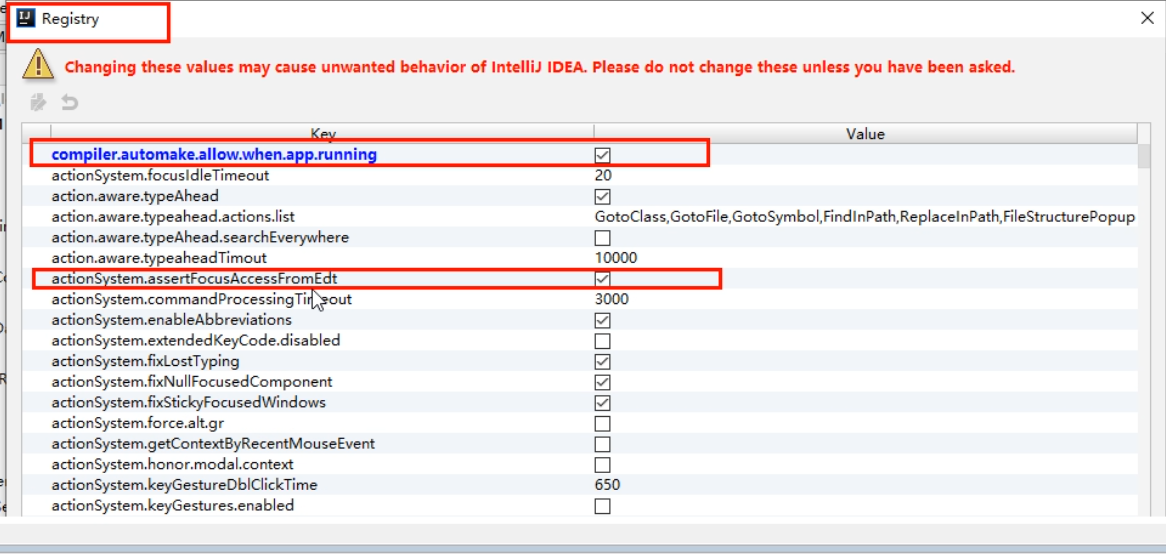 Registry
Changing these values may cause unwanted behavior of IntelliJ IDEA. Please do not change these unless you have been asked.
Key Value
compiler.automake.allow.when.app.running
actionSystem.focusIdleTimeout 20
action.aware.typeAhead
action.aware.typeahead.actions.list GotoClass,GotoFile,GotoSymbol,FindInPath,ReplaceInPath,FileStructurePopup
action.aware.typeAhead.searchEverywhere
action.aware.typeaheadTimout 10000
actionSystem.assertFocusAccessFromEdt
actionSystem.commandProcessingTimeout 3000
actionSystem.enableAbbreviations
actionSystem.extendedKeyCode.disabled
actionSystem.fixLostTyping
actionSystem.fixNullFocusedComponent
actionSystem.fixStickyFocusedWindows
actionSystem.force.alt.gr
actionSystem.getContextByRecentMouseEvent
actionSystem.honor.modal.context
actionSystem.keyGestureDblClickTime 650
actionSystem.keyGestures.enabled